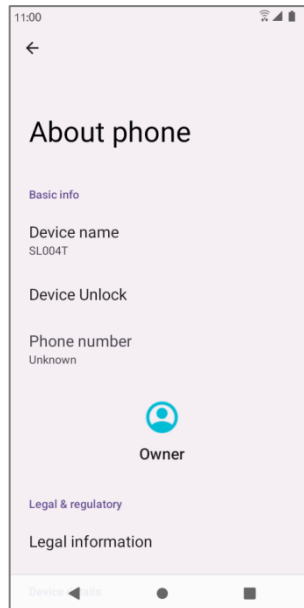 11:00
About phone
Basic info
Device name
SL004T
Device Unlock
Phone number
Unknown
Owner
Legal & regulatory
Legal information
Device